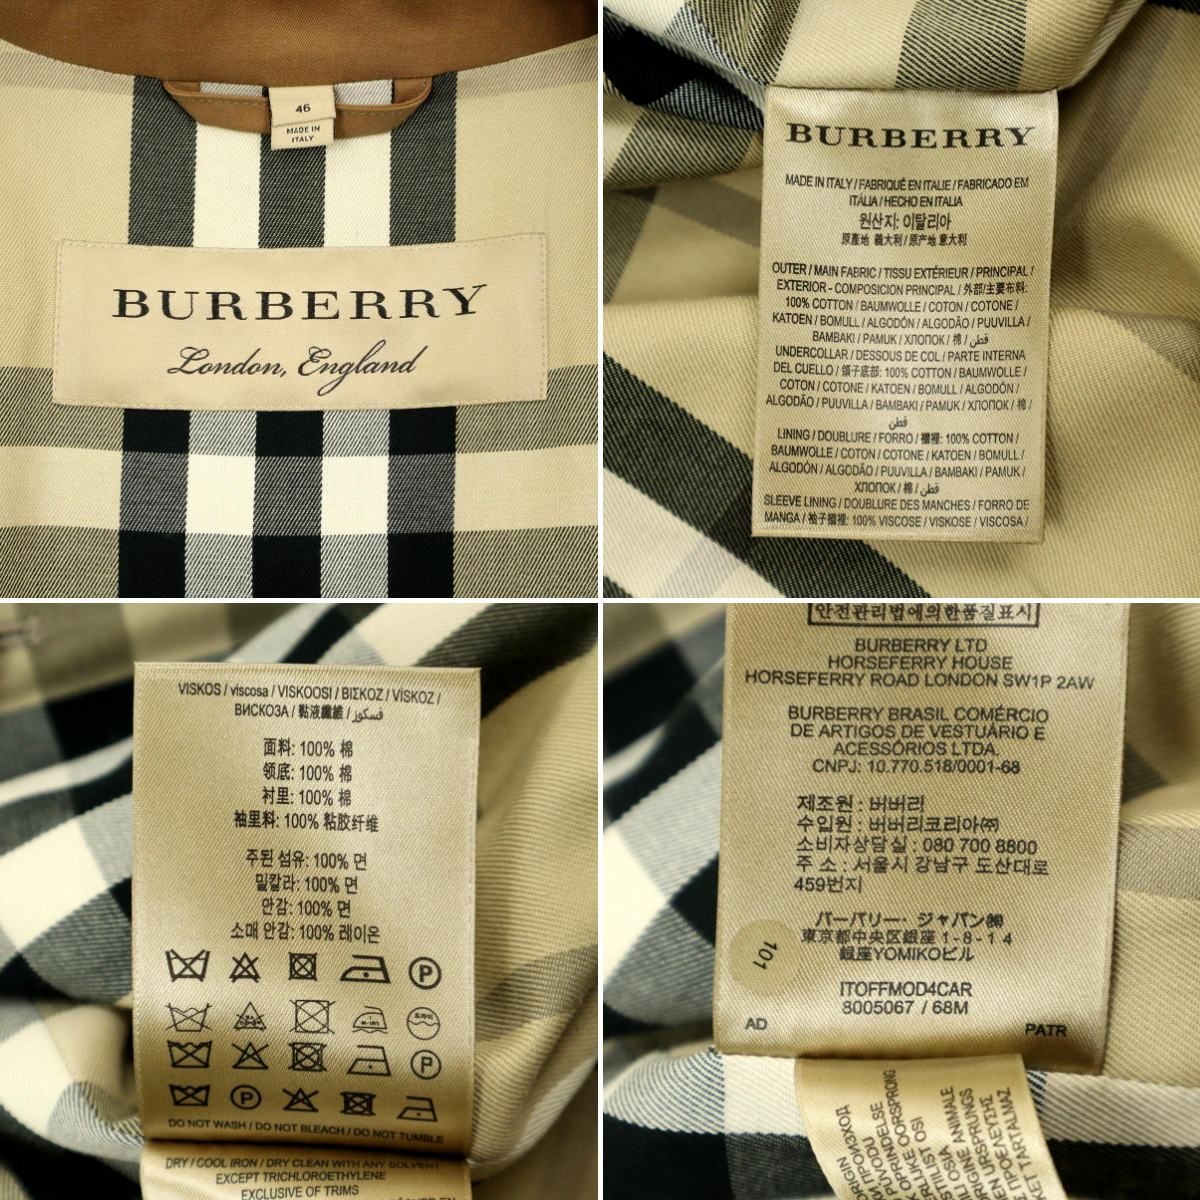 46
MADE IN
ITALY
BURBERRY
London, England
BURBERRY
MADE IN ITALY / FABRIQUÉ EN ITALIE / FABRICADO EM
ITÁLIA / HECHO EN ITALIA
원산지: 이탈리아
原產地 義大利 / 原产地 意大利
OUTER / MAIN FABRIC / TISSU EXTÉRIEUR / PRINCIPAL /
EXTERIOR - COMPOSICION PRINCIPAL / 外部/主要布料:
100% COTTON / BAUMWOLLE / COTON / COTONE /
KATOEN / BOMULL / ALGODÓN / ALGODÃO / PUUVILLA /
BAMBAKI / PAMUK / ХЛОПОК / 棉 / قطن
UNDERCOLLAR / DESSOUS DE COL / PARTE INTERNA
DEL CUELLO / 領子底部: 100% COTTON / BAUMWOLLE /
COTON / COTONE / KATOEN / BOMULL / ALGODÓN /
ALGODÃO / PUUVILLA / BAMBAKI / PAMUK / ХЛОПОК / 棉 /
قطن
LINING / DOUBLURE / FORRO / 襯裡: 100% COTTON /
BAUMWOLLE / COTON / COTONE / KATOEN / BOMULL /
ALGODÓN / ALGODÃO / PUUVILLA / BAMBAKI / PAMUK /
ХЛОПОК / 棉 / قطن
SLEEVE LINING / DOUBLURE DES MANCHES / FORRO DE
MANGA / 袖子襯裡: 100% VISCOSE / VISKOSE / VISCOSA /
VISKOS / viscosa / VISKOOSI / ΒΙΣΚΟΖ / VİSKOZ /
ВИСКОЗА / 黏液纖維 / فسكوز
面料: 100% 棉
领底: 100% 棉
衬里: 100% 棉
袖里料: 100% 粘胶纤维
주된 섬유: 100% 면
밑칼라: 100% 면
안감: 100% 면
소매 안감: 100% 레이온
P
드라이
P
P
DO NOT WASH / DO NOT BLEACH / DO NOT TUMBLE
DRY / COOL IRON / DRY CLEAN WITH ANY SOLVENT
EXCEPT TRICHLOROETHYLENE
EXCLUSIVE OF TRIMS
안전관리법에의한품질표시
BURBERRY LTD
HORSEFERRY HOUSE
HORSEFERRY ROAD LONDON SW1P 2AW
BURBERRY BRASIL COMÉRCIO
DE ARTIGOS DE VESTUÁRIO E
ACESSÓRIOS LTDA.
CNPJ: 10.770.518/0001-68
제조원 : 버버리
수입원 : 버버리코리아㈜
소비자상담실 : 080 700 8800
주 소 : 서울시 강남구 도산대로
459번지
バーバリー・ジャパン㈱
東京都中央区銀座 1-8-14
銀座YOMIKOビル
101
ITOFFMOD4CAR
8005067 / 68M
AD
PATR